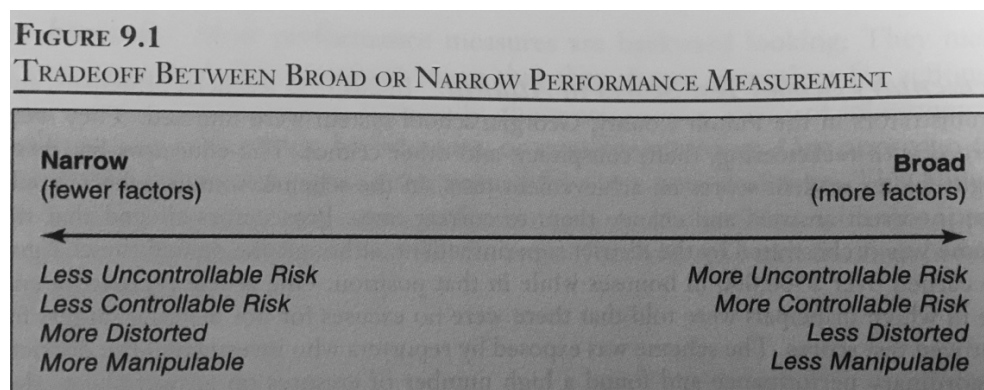 FIGURE 9.1
TRADEOFF BETWEEN BROAD OR NARROW PERFORMANCE MEASUREMENT
Narrow
(fewer factors)
Broad
(more factors)
Less Uncontrollable Risk
Less Controllable Risk
More Distorted
More Manipulable
More Uncontrollable Risk
More Controllable Risk
Less Distorted
Less Manipulable